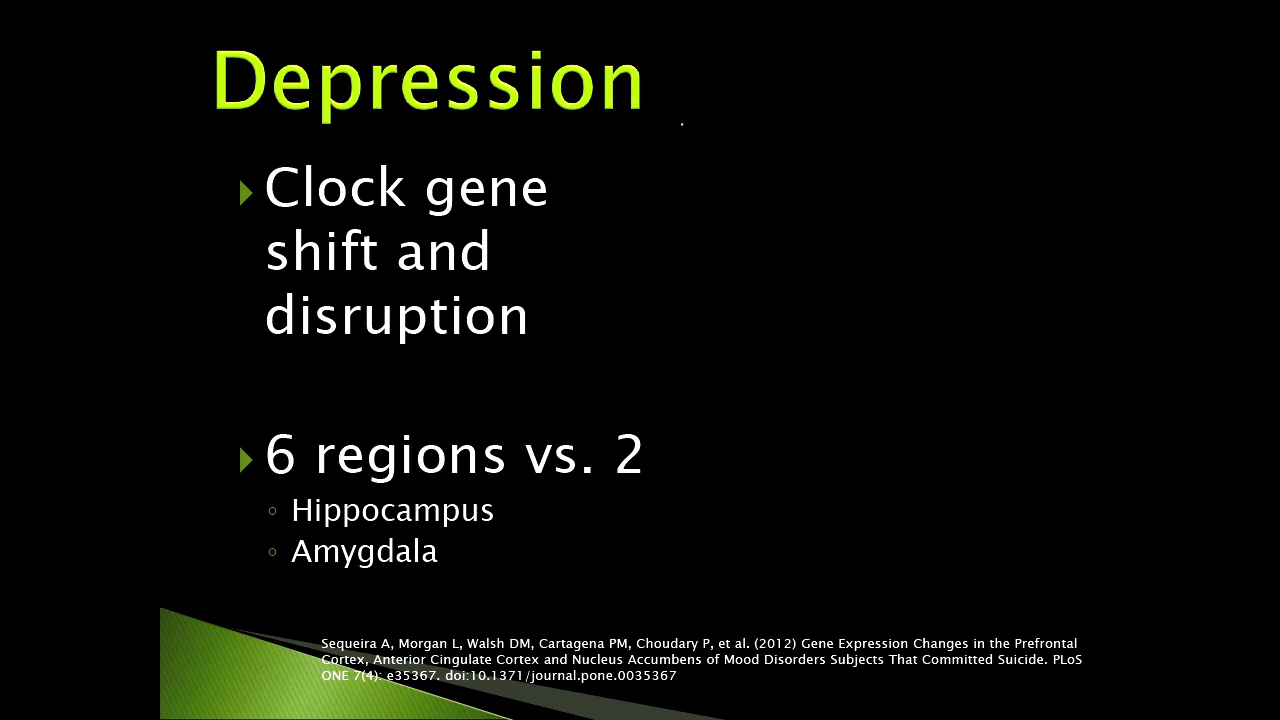 Depression
Clock gene
shift and
disruption
6 regions vs. 2
Hippocampus
Amygdala
Sequeira A, Morgan L, Walsh DM, Cartagena PM, Choudary P, et al. (2012) Gene Expression Changes in the Prefrontal
Cortex, Anterior Cingulate Cortex and Nucleus Accumbens of Mood Disorders Subjects That Committed Suicide. PLoS
ONE 7(4): e35367. doi:10.1371/journal.pone.0035367